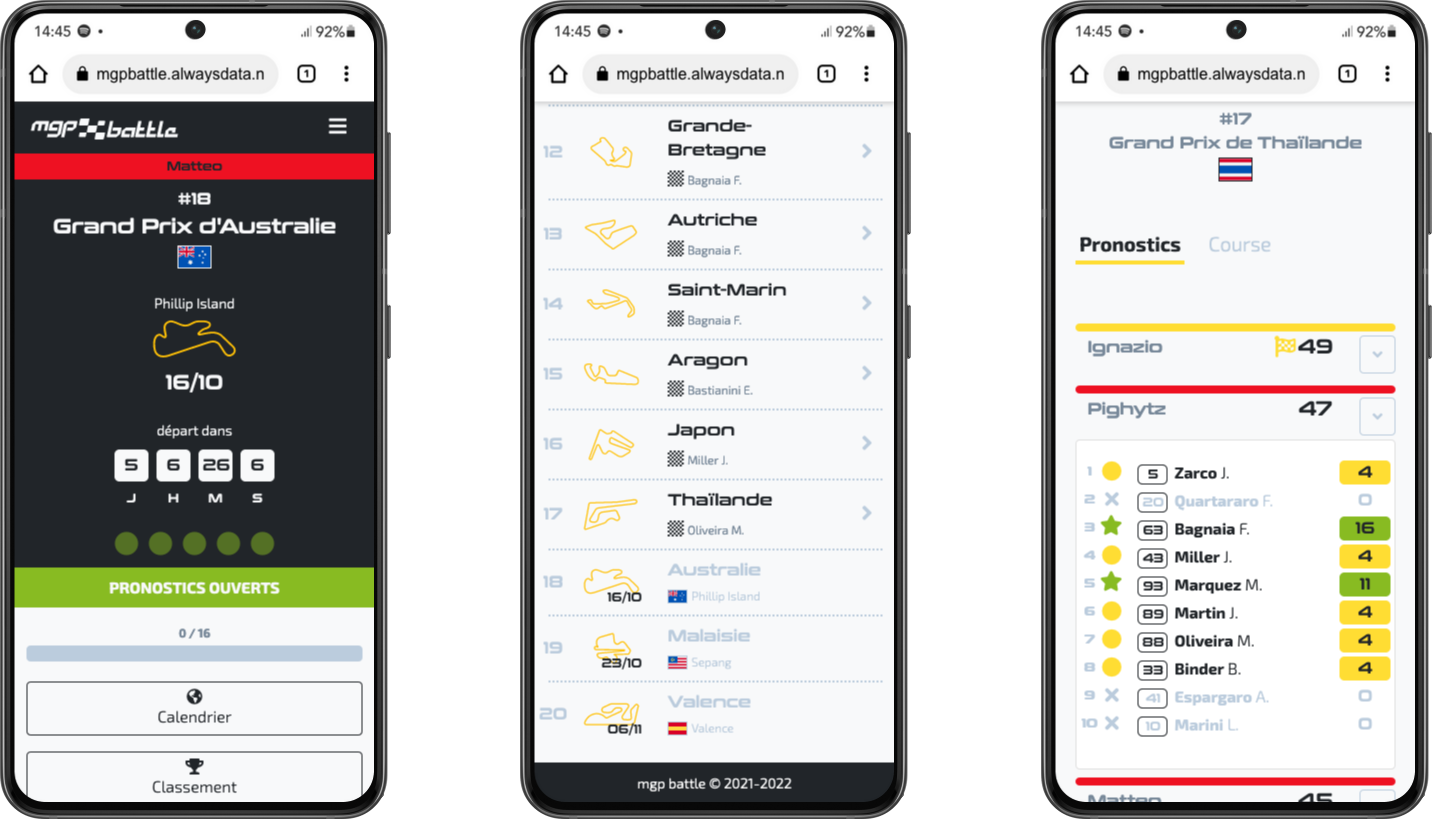 14:45
92%
mgpbattle.alwaysdata.n
1
mgp battle
Matteo
#18
Grand Prix d'Australie
Phillip Island
16/10
départ dans
5 6 26 6
J H M S
PRONOSTICS OUVERTS
0 / 16
Calendrier
Classement
14:45
92%
mgpbattle.alwaysdata.n
1
12
Grande-
Bretagne
Bagnaia F.
13
Autriche
Bagnaia F.
14
Saint-Marin
Bagnaia F.
15
Aragon
Bastianini E.
16
Japon
Miller J.
17
Thaïlande
Oliveira M.
18
16/10
Australie
Phillip Island
19
23/10
Malaisie
Sepang
20
06/11
Valence
Valence
mgp battle © 2021-2022
14:45
92%
mgpbattle.alwaysdata.n
1
#17
Grand Prix de Thaïlande
Pronostics Course
Ignazio 49
Pighytz 47
1 5 Zarco J. 4
2 20 Quartararo F. 0
3 63 Bagnaia F. 16
4 43 Miller J. 4
5 93 Marquez M. 11
6 89 Martin J. 4
7 88 Oliveira M. 4
8 33 Binder B. 4
9 41 Espargaro A. 0
10 10 Marini L. 0
Matteo 45